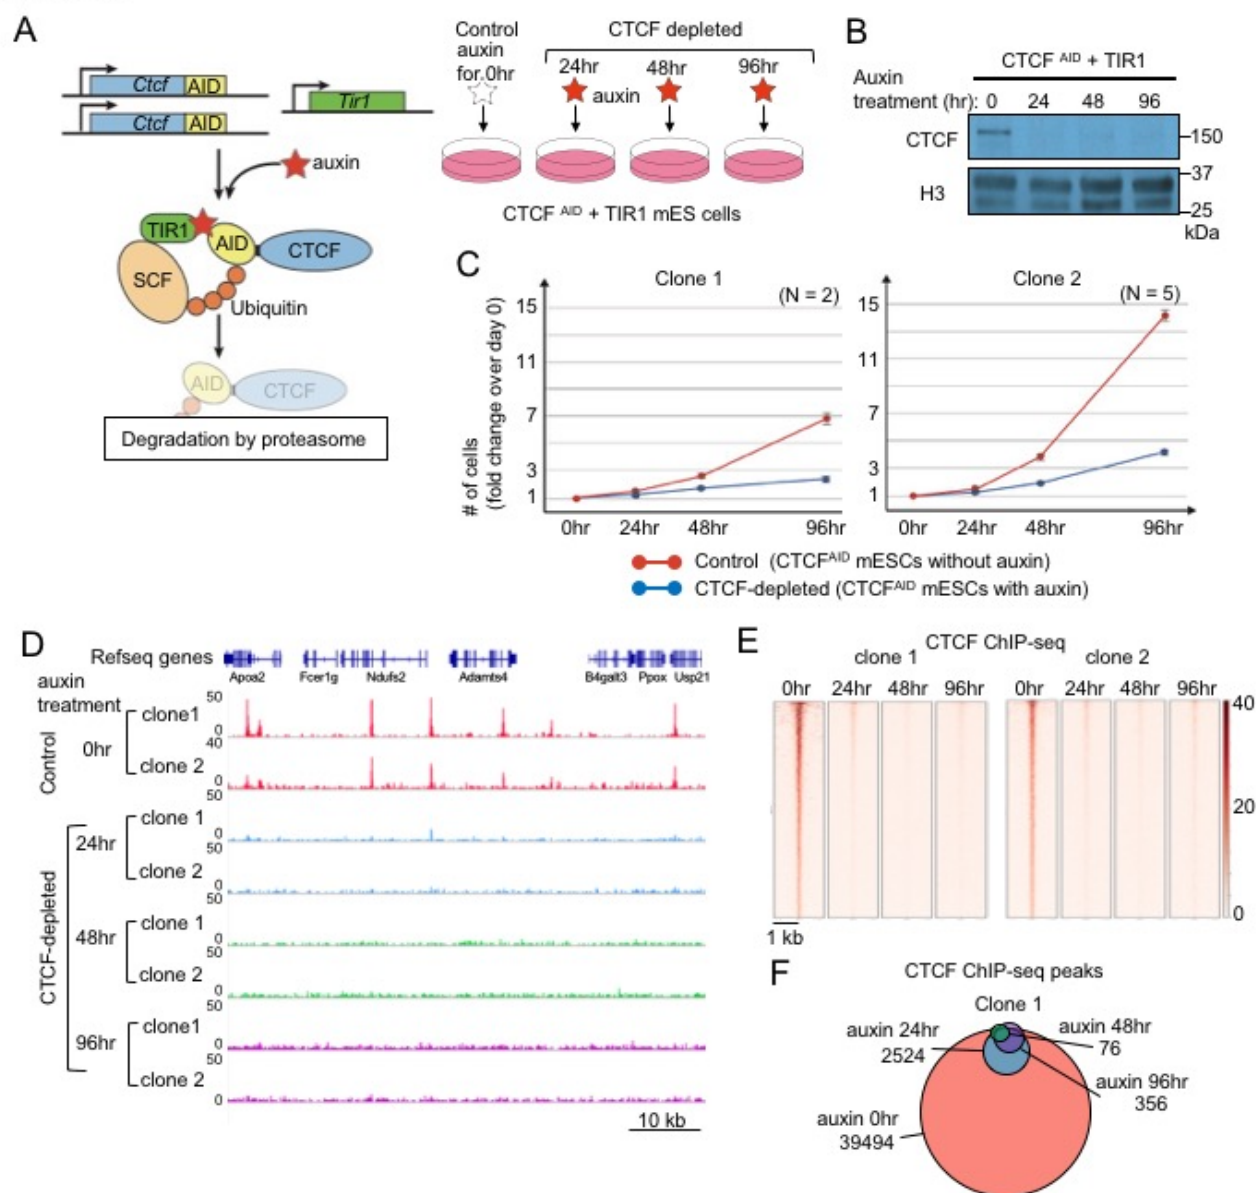 A
Ctcf AID
Ctcf AID
Tir1
auxin
TIR1
AID
CTCF
SCF
Ubiquitin
AID
CTCF
Degradation by proteasome
Control
auxin
for 0hr
CTCF depleted
24hr 48hr 96hr
auxin
CTCF AID + TIR1 mES cells
B
CTCF AID + TIR1
Auxin
treatment (hr): 0 24 48 96
CTCF
150
H3
37
25
kDa
C
# of cells
(fold change over day 0)
Clone 1
(N = 2)
15
11
7
3
1
0hr 24hr 48hr 96hr
Clone 2
(N = 5)
15
11
7
3
1
0hr 24hr 48hr 96hr
Control (CTCFAID mESCs without auxin)
CTCF-depleted (CTCFAID mESCs with auxin)
D
Refseq genes
Apoa2 Fcer1g Ndufs2 Adamts4 B4galt3 Ppox Usp21
auxin
treatment
Control
0hr
clone1
50
0
clone 2
40
0
CTCF-depleted
24hr
clone 1
50
0
clone 2
50
0
48hr
clone 1
50
0
clone 2
50
0
96hr
clone1
50
0
clone 2
50
0
10 kb
E
CTCF ChIP-seq
clone 1 clone 2
0hr 24hr 48hr 96hr 0hr 24hr 48hr 96hr
40
20
0
1 kb
F
CTCF ChIP-seq peaks
Clone 1
auxin 24hr
2524
auxin 48hr
76
auxin 96hr
356
auxin 0hr
39494